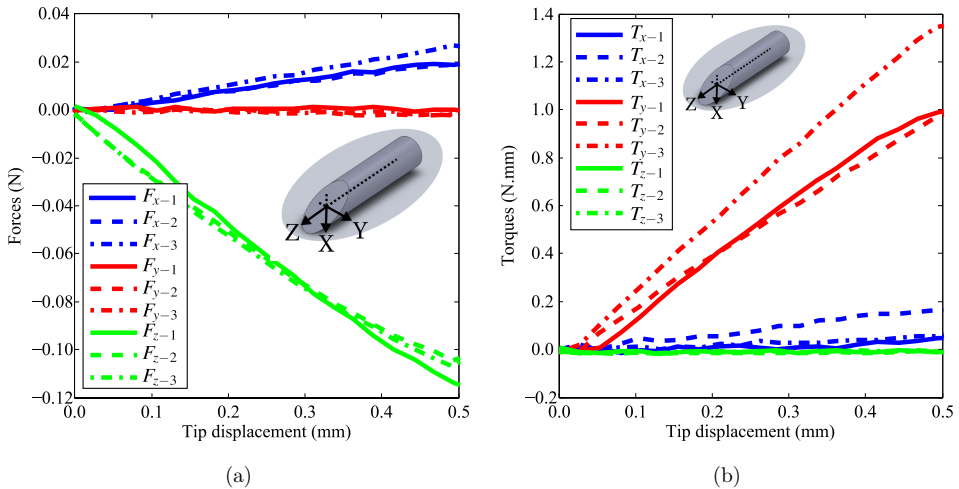 (a)
Forces (N)
0.04
0.02
0.00
−0.02
−0.04
−0.06
−0.08
−0.10
−0.12
0.0 0.1 0.2 0.3 0.4 0.5
Tip displacement (mm)
F_{x−1}
F_{x−2}
F_{x−3}
F_{y−1}
F_{y−2}
F_{y−3}
F_{z−1}
F_{z−2}
F_{z−3}
Z X Y
(a)
(b)
Torques (N.mm)
1.4
1.2
1.0
0.8
0.6
0.4
0.2
0.0
−0.2
0.0 0.1 0.2 0.3 0.4 0.5
Tip displacement (mm)
T_{x−1}
T_{x−2}
T_{x−3}
T_{y−1}
T_{y−2}
T_{y−3}
T_{z−1}
T_{z−2}
T_{z−3}
Z X Y
(b)